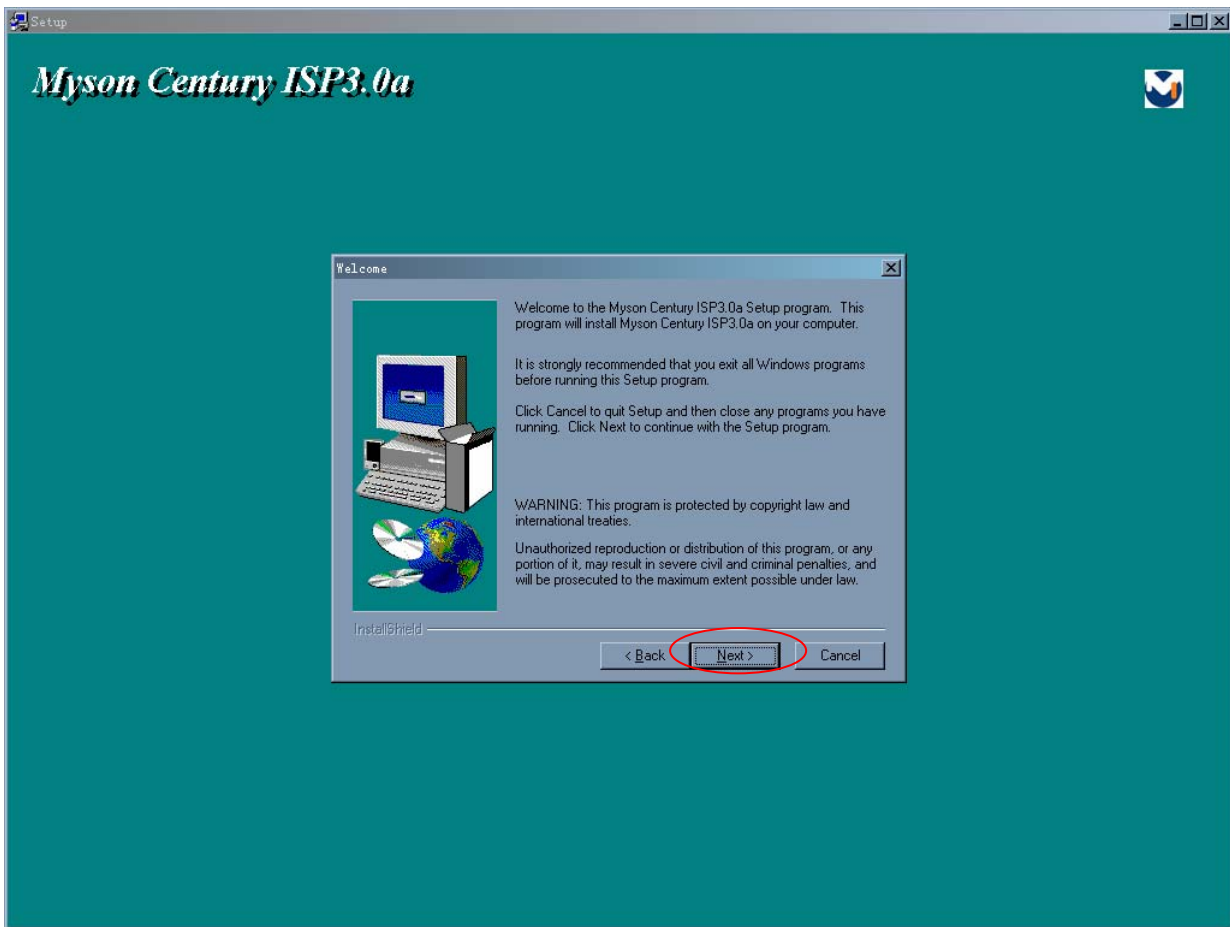 Setup
Myson Century ISP3.0a
Welcome
Welcome to the Myson Century ISP3.0a Setup program. This
program will install Myson Century ISP3.0a on your computer.
It is strongly recommended that you exit all Windows programs
before running this Setup program.
Click Cancel to quit Setup and then close any programs you have
running. Click Next to continue with the Setup program.
WARNING: This program is protected by copyright law and
international treaties.
Unauthorized reproduction or distribution of this program, or any
portion of it, may result in severe civil and criminal penalties, and
will be prosecuted to the maximum extent possible under law.
InstallShield
< Back Next > Cancel